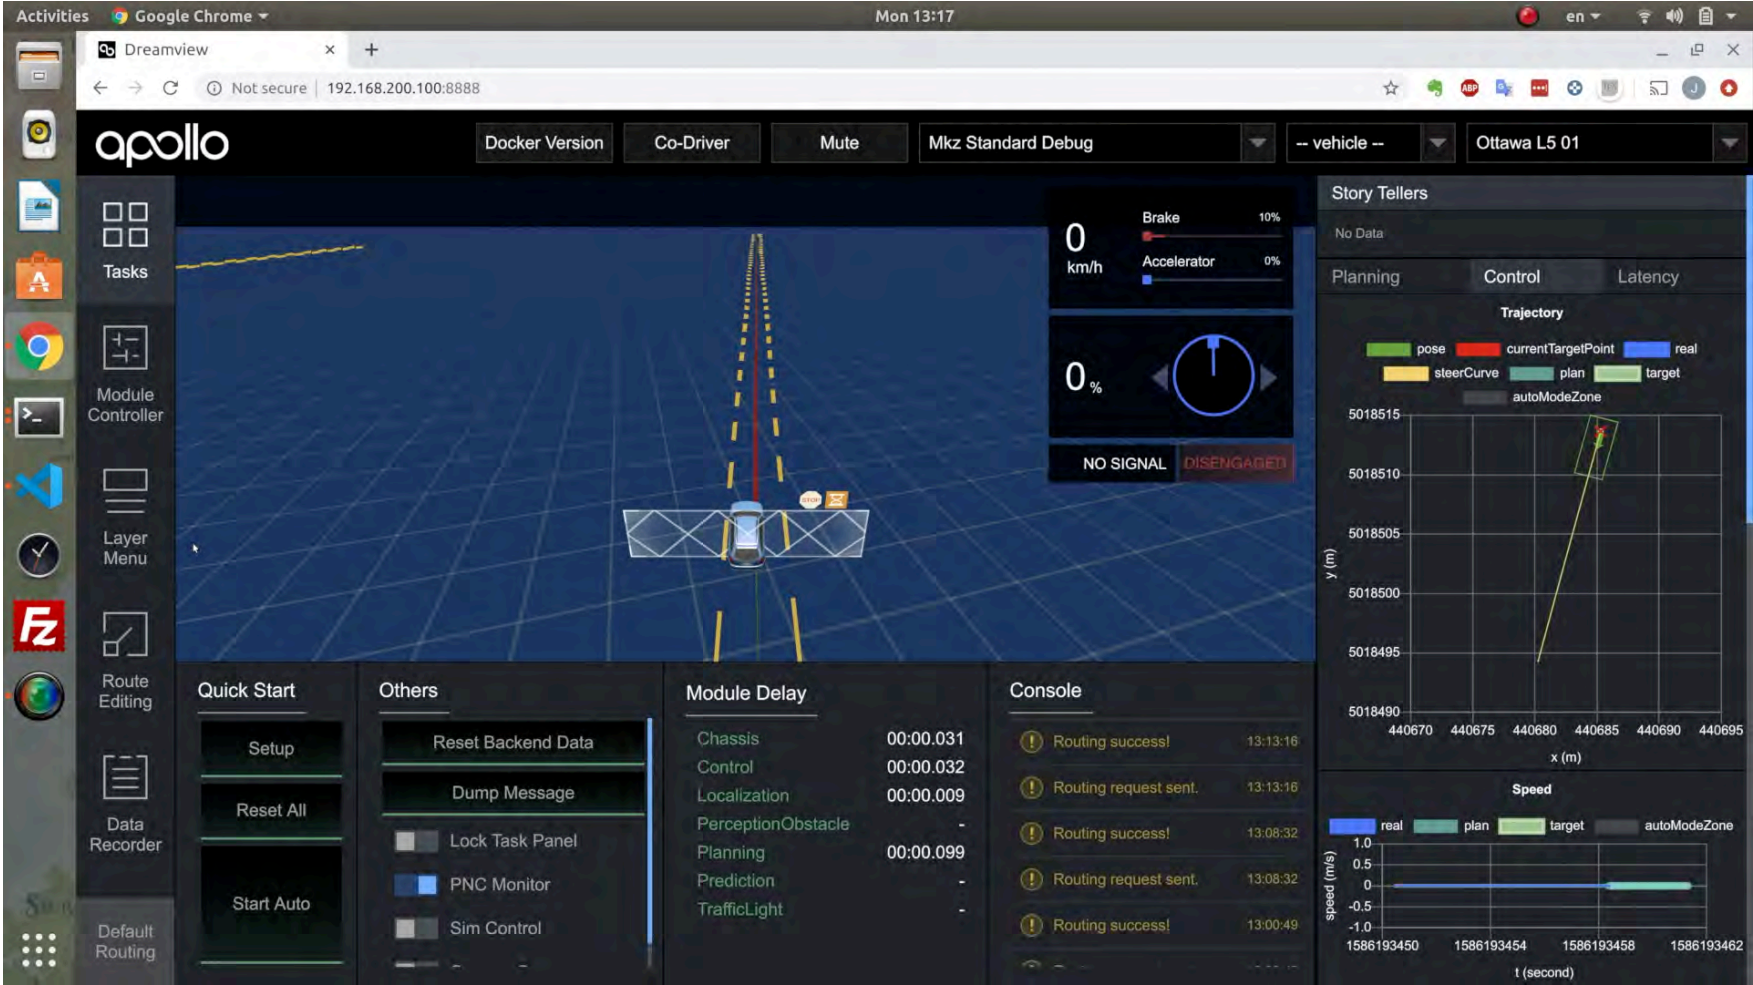 Activities Google Chrome Mon 13:17 en
Dreamview
Not secure 192.168.200.100:8888
ABP J
apollo Docker Version Co-Driver Mute Mkz Standard Debug -- vehicle -- Ottawa L5 01
Tasks
Module
Controller
Layer
Menu
Route
Editing
Data
Recorder
Default
Routing
0
km/h
Brake 10%
Accelerator 0%
0 %
NO SIGNAL DISENGAGED
STOP
Story Tellers
No Data
Planning Control Latency
Trajectory
pose currentTargetPoint real
steerCurve plan target
autoModeZone
5018515
5018510
5018505
5018500
5018495
5018490
y (m)
440670 440675 440680 440685 440690 440695
x (m)
Speed
real plan target autoModeZone
1.0
0.5
0
-0.5
-1.0
speed (m/s)
1586193450 1586193454 1586193458 1586193462
t (second)
Quick Start
Setup
Reset All
Start Auto
Others
Reset Backend Data
Dump Message
Lock Task Panel
PNC Monitor
Sim Control
Module Delay
Chassis 00:00.031
Control 00:00.032
Localization 00:00.009
PerceptionObstacle -
Planning 00:00.099
Prediction -
TrafficLight -
Console
Routing success! 13:13:16
Routing request sent. 13:13:16
Routing success! 13:08:32
Routing request sent. 13:08:32
Routing success! 13:00:49